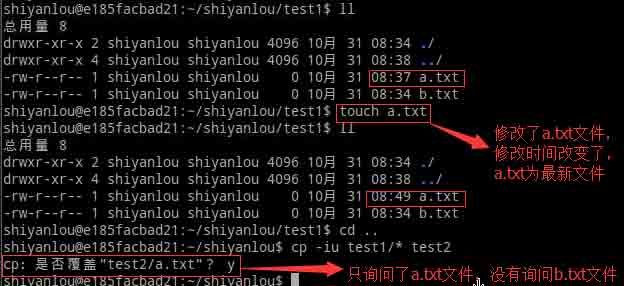 shiyanlou@e185facbad21:~/shiyanlou/test1$ ll
总用量 8
drwxr-xr-x 2 shiyanlou shiyanlou 4096 10月 31 08:34 ./
drwxr-xr-x 4 shiyanlou shiyanlou 4096 10月 31 08:38 ../
-rw-r--r-- 1 shiyanlou shiyanlou    0 10月 31 08:37 a.txt
-rw-r--r-- 1 shiyanlou shiyanlou    0 10月 31 08:34 b.txt
shiyanlou@e185facbad21:~/shiyanlou/test1$ touch a.txt
shiyanlou@e185facbad21:~/shiyanlou/test1$ ll
总用量 8
drwxr-xr-x 2 shiyanlou shiyanlou 4096 10月 31 08:34 ./
drwxr-xr-x 4 shiyanlou shiyanlou 4096 10月 31 08:38 ../
-rw-r--r-- 1 shiyanlou shiyanlou    0 10月 31 08:49 a.txt
-rw-r--r-- 1 shiyanlou shiyanlou    0 10月 31 08:34 b.txt
修改了a.txt文件,
修改时间改变了,
a.txt为最新文件
shiyanlou@e185facbad21:~/shiyanlou/test1$ cd ..
shiyanlou@e185facbad21:~/shiyanlou$ cp -iu test1/* test2
cp: 是否覆盖"test2/a.txt"? y
只询问了a.txt文件，没有询问b.txt文件
shiyanlou@e185facbad21:~/shiyanlou$